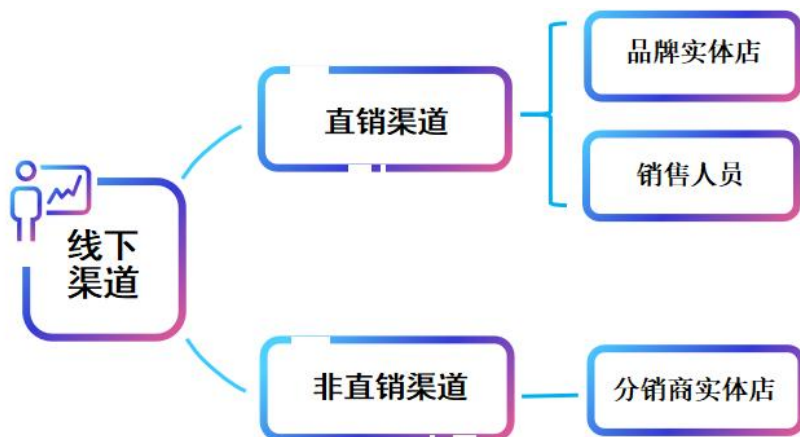 线下
渠道
直销渠道
品牌实体店
销售人员
非直销渠道
分销商实体店